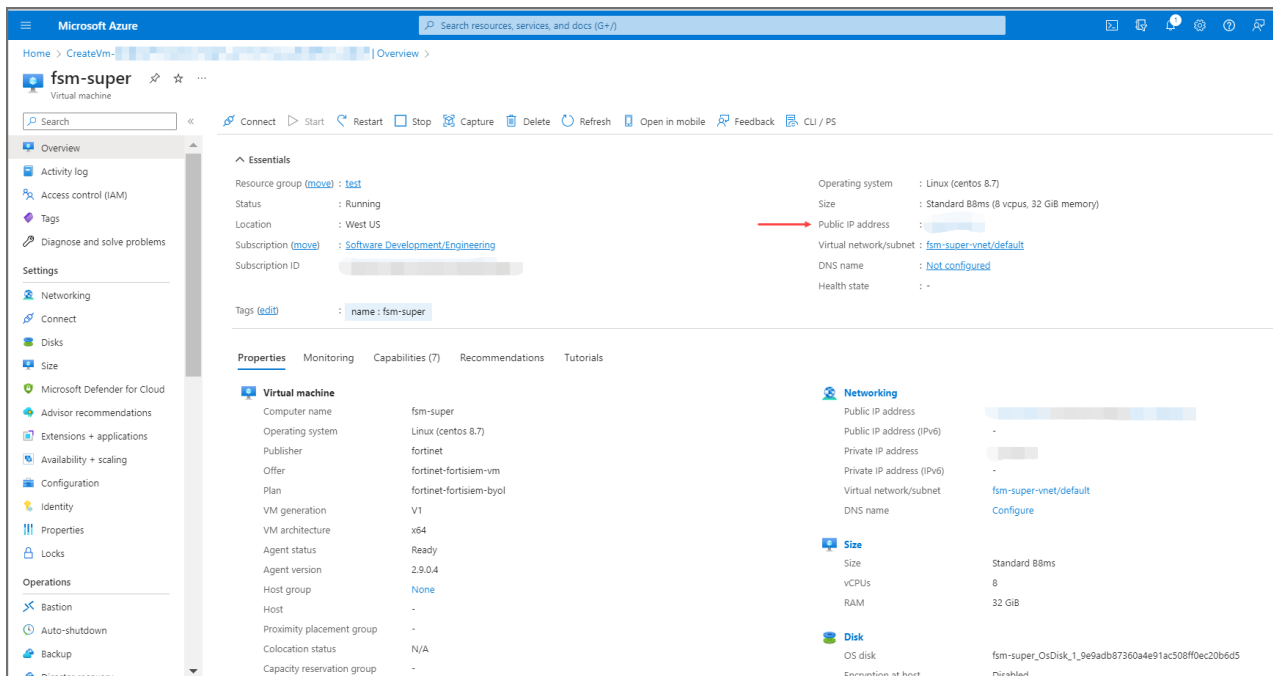 Microsoft Azure
Search resources, services, and docs (G+/)
1
Home > CreateVm- | Overview >
fsm-super
Virtual machine
Search
Connect Start Restart Stop Capture Delete Refresh Open in mobile Feedback CLI / PS
Overview
Activity log
Access control (IAM)
Tags
Diagnose and solve problems
Settings
Networking
Connect
Disks
Size
Microsoft Defender for Cloud
Advisor recommendations
Extensions + applications
Availability + scaling
Configuration
Identity
Properties
Locks
Operations
Bastion
Auto-shutdown
Backup
Disaster recovery
Essentials
Resource group (move) : test
Status : Running
Location : West US
Subscription (move) : Software Development/Engineering
Subscription ID
Tags (edit) : name : fsm-super
Operating system : Linux (centos 8.7)
Size : Standard B8ms (8 vcpus, 32 GiB memory)
Public IP address :
Virtual network/subnet : fsm-super-vnet/default
DNS name : Not configured
Health state : -
Properties Monitoring Capabilities (7) Recommendations Tutorials
Virtual machine
Computer name fsm-super
Operating system Linux (centos 8.7)
Publisher fortinet
Offer fortinet-fortisiem-vm
Plan fortinet-fortisiem-byol
VM generation V1
VM architecture x64
Agent status Ready
Agent version 2.9.0.4
Host group None
Host -
Proximity placement group -
Colocation status N/A
Capacity reservation group -
Networking
Public IP address
Public IP address (IPv6) -
Private IP address
Private IP address (IPv6) -
Virtual network/subnet fsm-super-vnet/default
DNS name Configure
Size
Size Standard B8ms
vCPUs 8
RAM 32 GiB
Disk
OS disk fsm-super_OsDisk_1_9e9adb87360a4e91ac508ff0ec20b6d5
Encryption at host Disabled